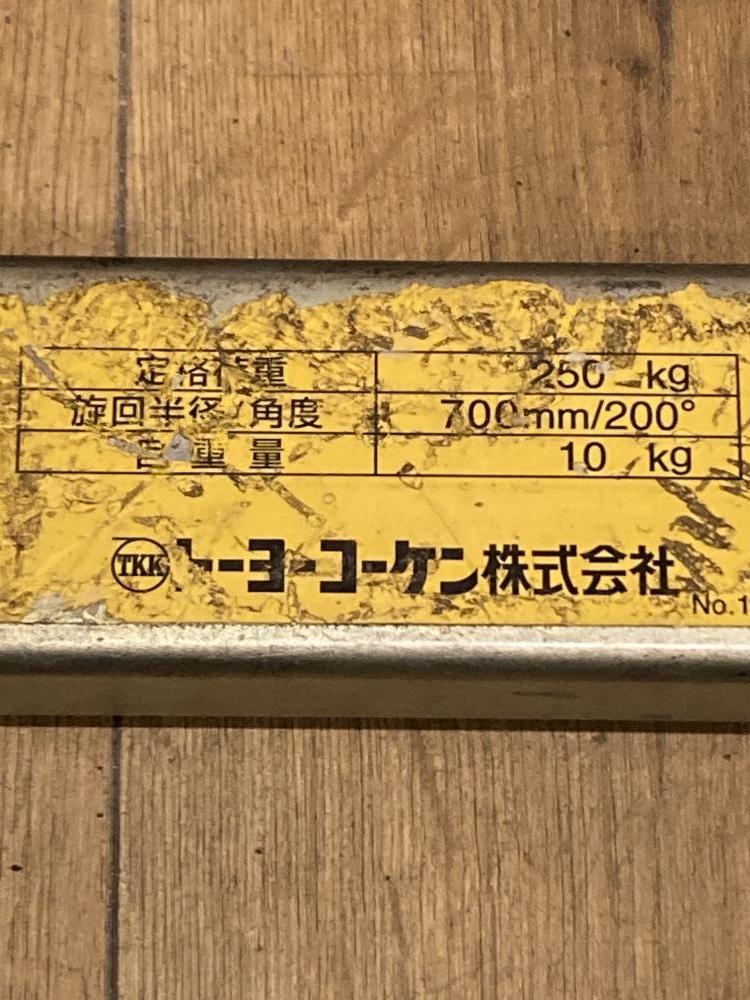 定格荷重 250 kg
旋回半径/角度 700mm/200°
自重量 10 kg
TKK トーヨーコーケン株式会社
No.1